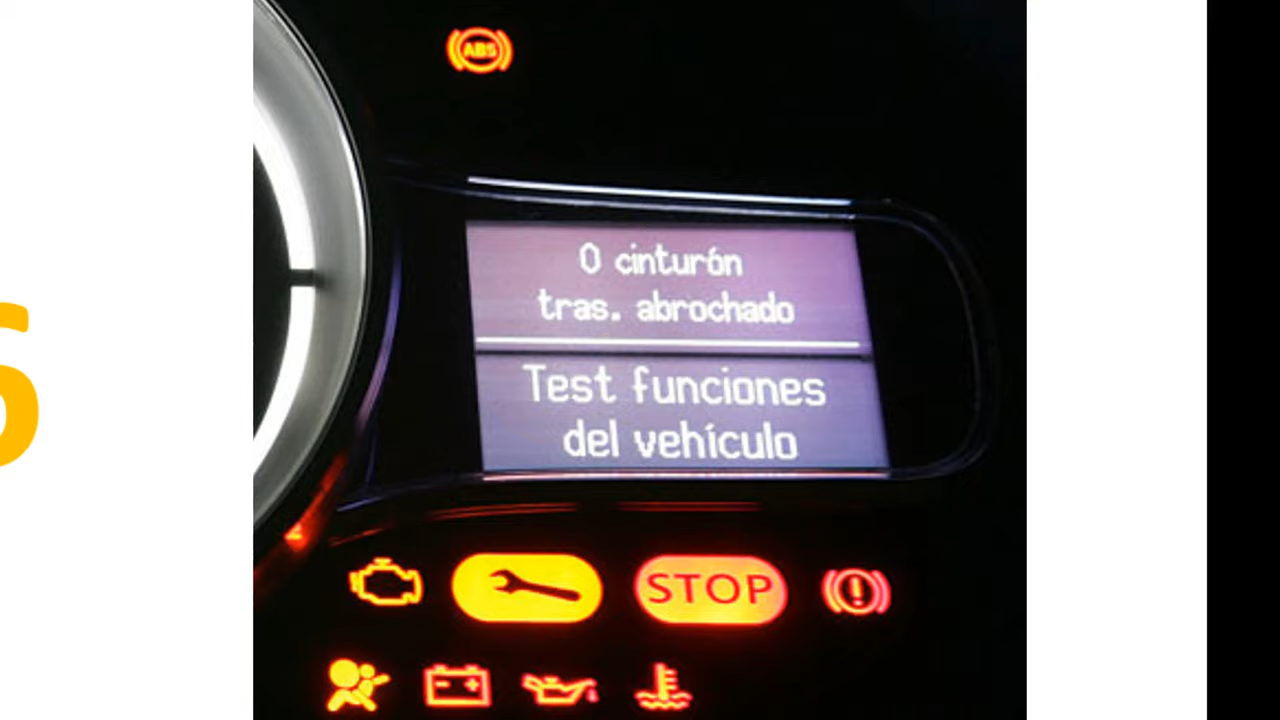 ABS
0 cinturón
tras. abrochado
Test funciones
del vehículo
STOP